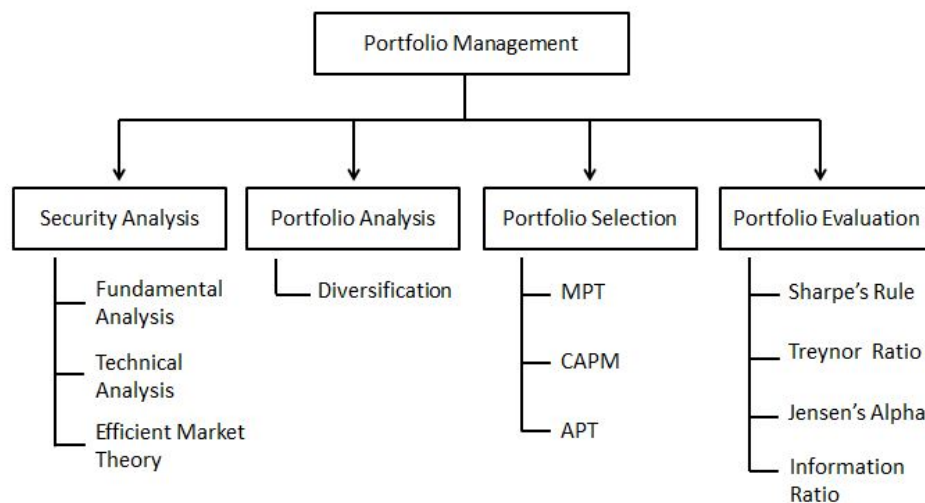 Portfolio Management
Security Analysis
Portfolio Analysis
Portfolio Selection
Portfolio Evaluation
Fundamental
Analysis
Technical
Analysis
Efficient Market
Theory
Diversification
MPT
CAPM
APT
Sharpe’s Rule
Treynor Ratio
Jensen’s Alpha
Information
Ratio